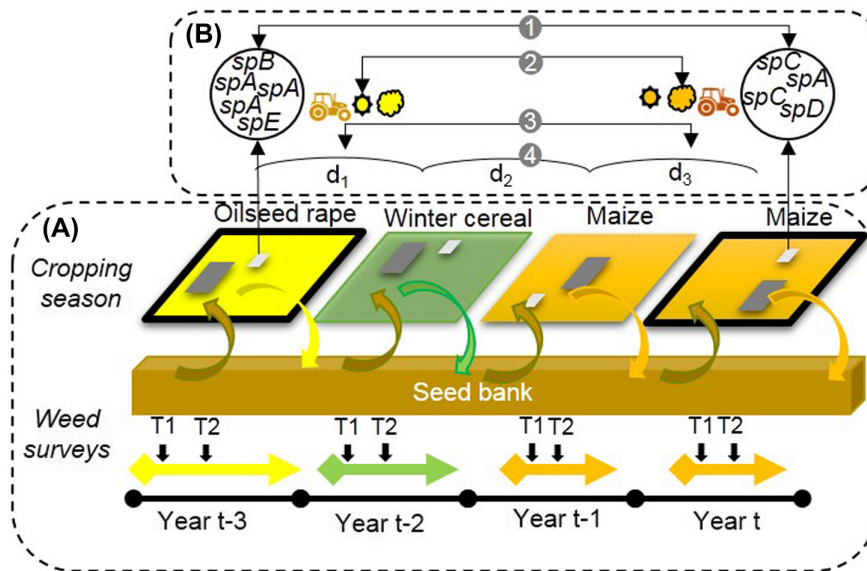 (B)
1
spB
spA spA
spA
spE
2
spC
spA
spC
spD
3
4
d1
d2
d3
(A)
Oilseed rape
Winter cereal
Maize
Maize
Cropping
season
Seed bank
Weed
surveys
T1 T2
T1 T2
T1 T2
T1 T2
Year t-3
Year t-2
Year t-1
Year t